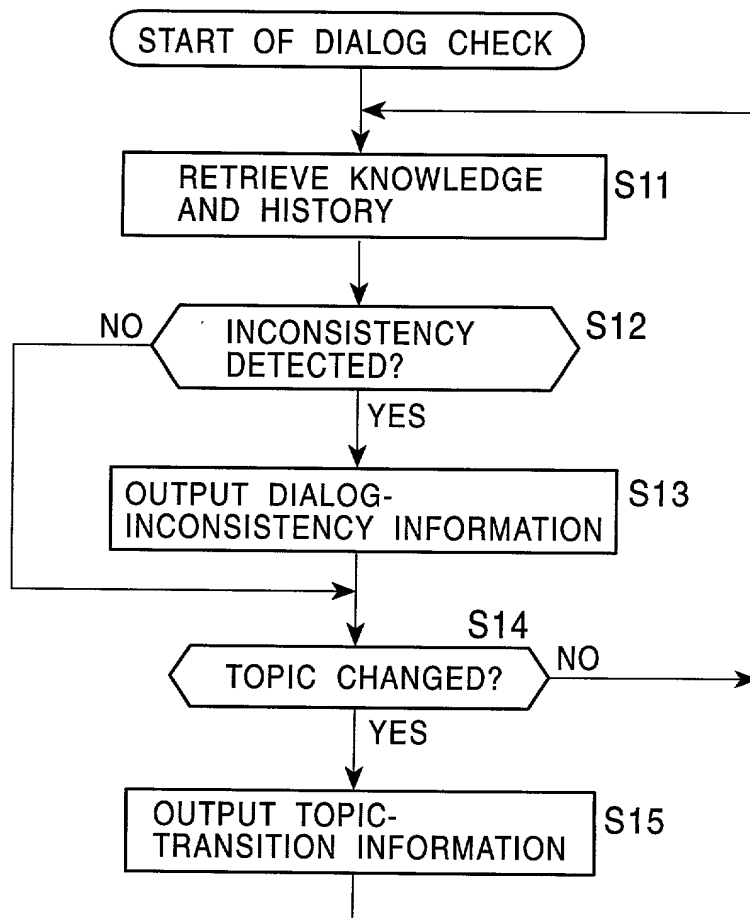 START OF DIALOG CHECK
RETRIEVE KNOWLEDGE
AND HISTORY
S11
NO
INCONSISTENCY
DETECTED?
S12
YES
OUTPUT DIALOG-
INCONSISTENCY INFORMATION
S13
S14
TOPIC CHANGED?
NO
YES
OUTPUT TOPIC-
TRANSITION INFORMATION
S15